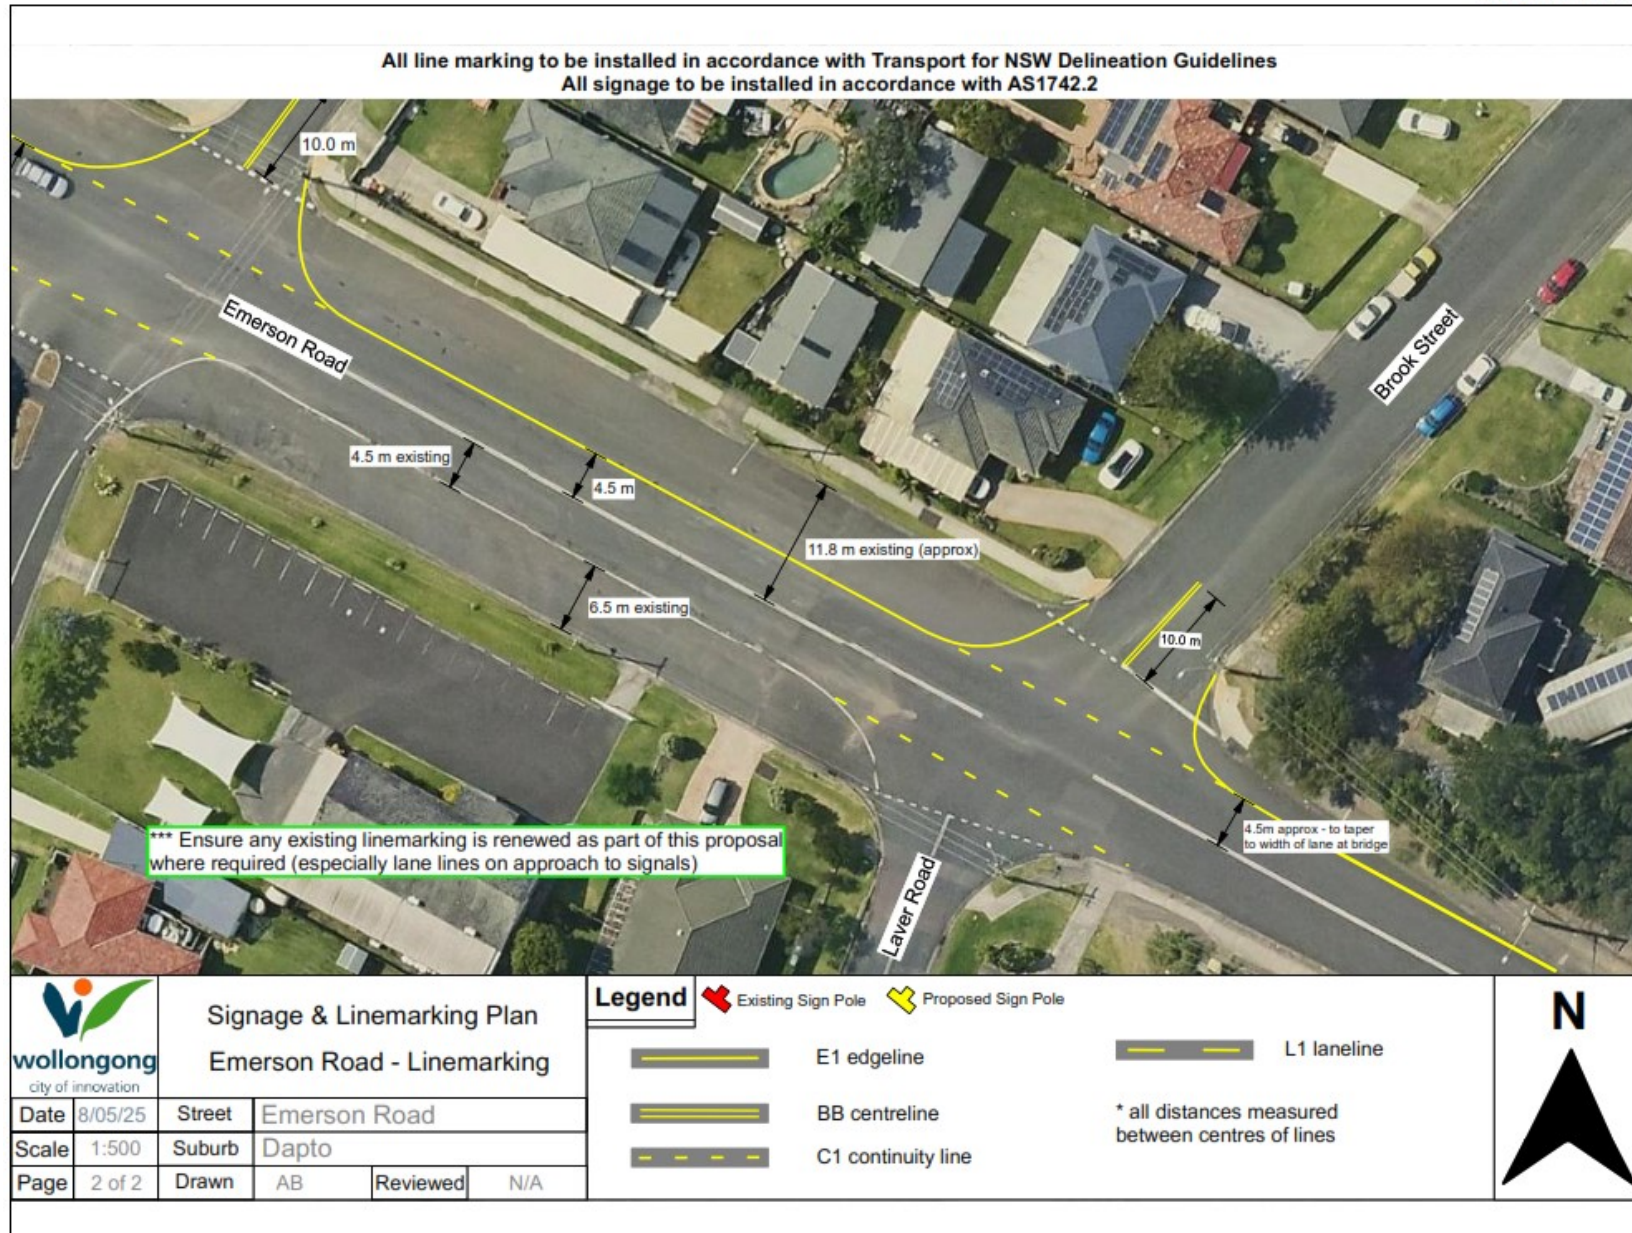 All line marking to be installed in accordance with Transport for NSW Delineation Guidelines
All signage to be installed in accordance with AS1742.2
10.0 m
Emerson Road
Brook Street
4.5 m existing
4.5 m
11.8 m existing (approx)
6.5 m existing
10.0 m
4.5m approx - to taper
to width of lane at bridge
*** Ensure any existing linemarking is renewed as part of this proposal
where required (especially lane lines on approach to signals)
Laver Road
wollongong
city of innovation
Signage & Linemarking Plan
Emerson Road - Linemarking
Date 8/05/25 Street Emerson Road
Scale 1:500 Suburb Dapto
Page 2 of 2 Drawn AB Reviewed N/A
Legend Existing Sign Pole Proposed Sign Pole
E1 edgeline
L1 laneline
BB centreline
C1 continuity line
* all distances measured
between centres of lines
N